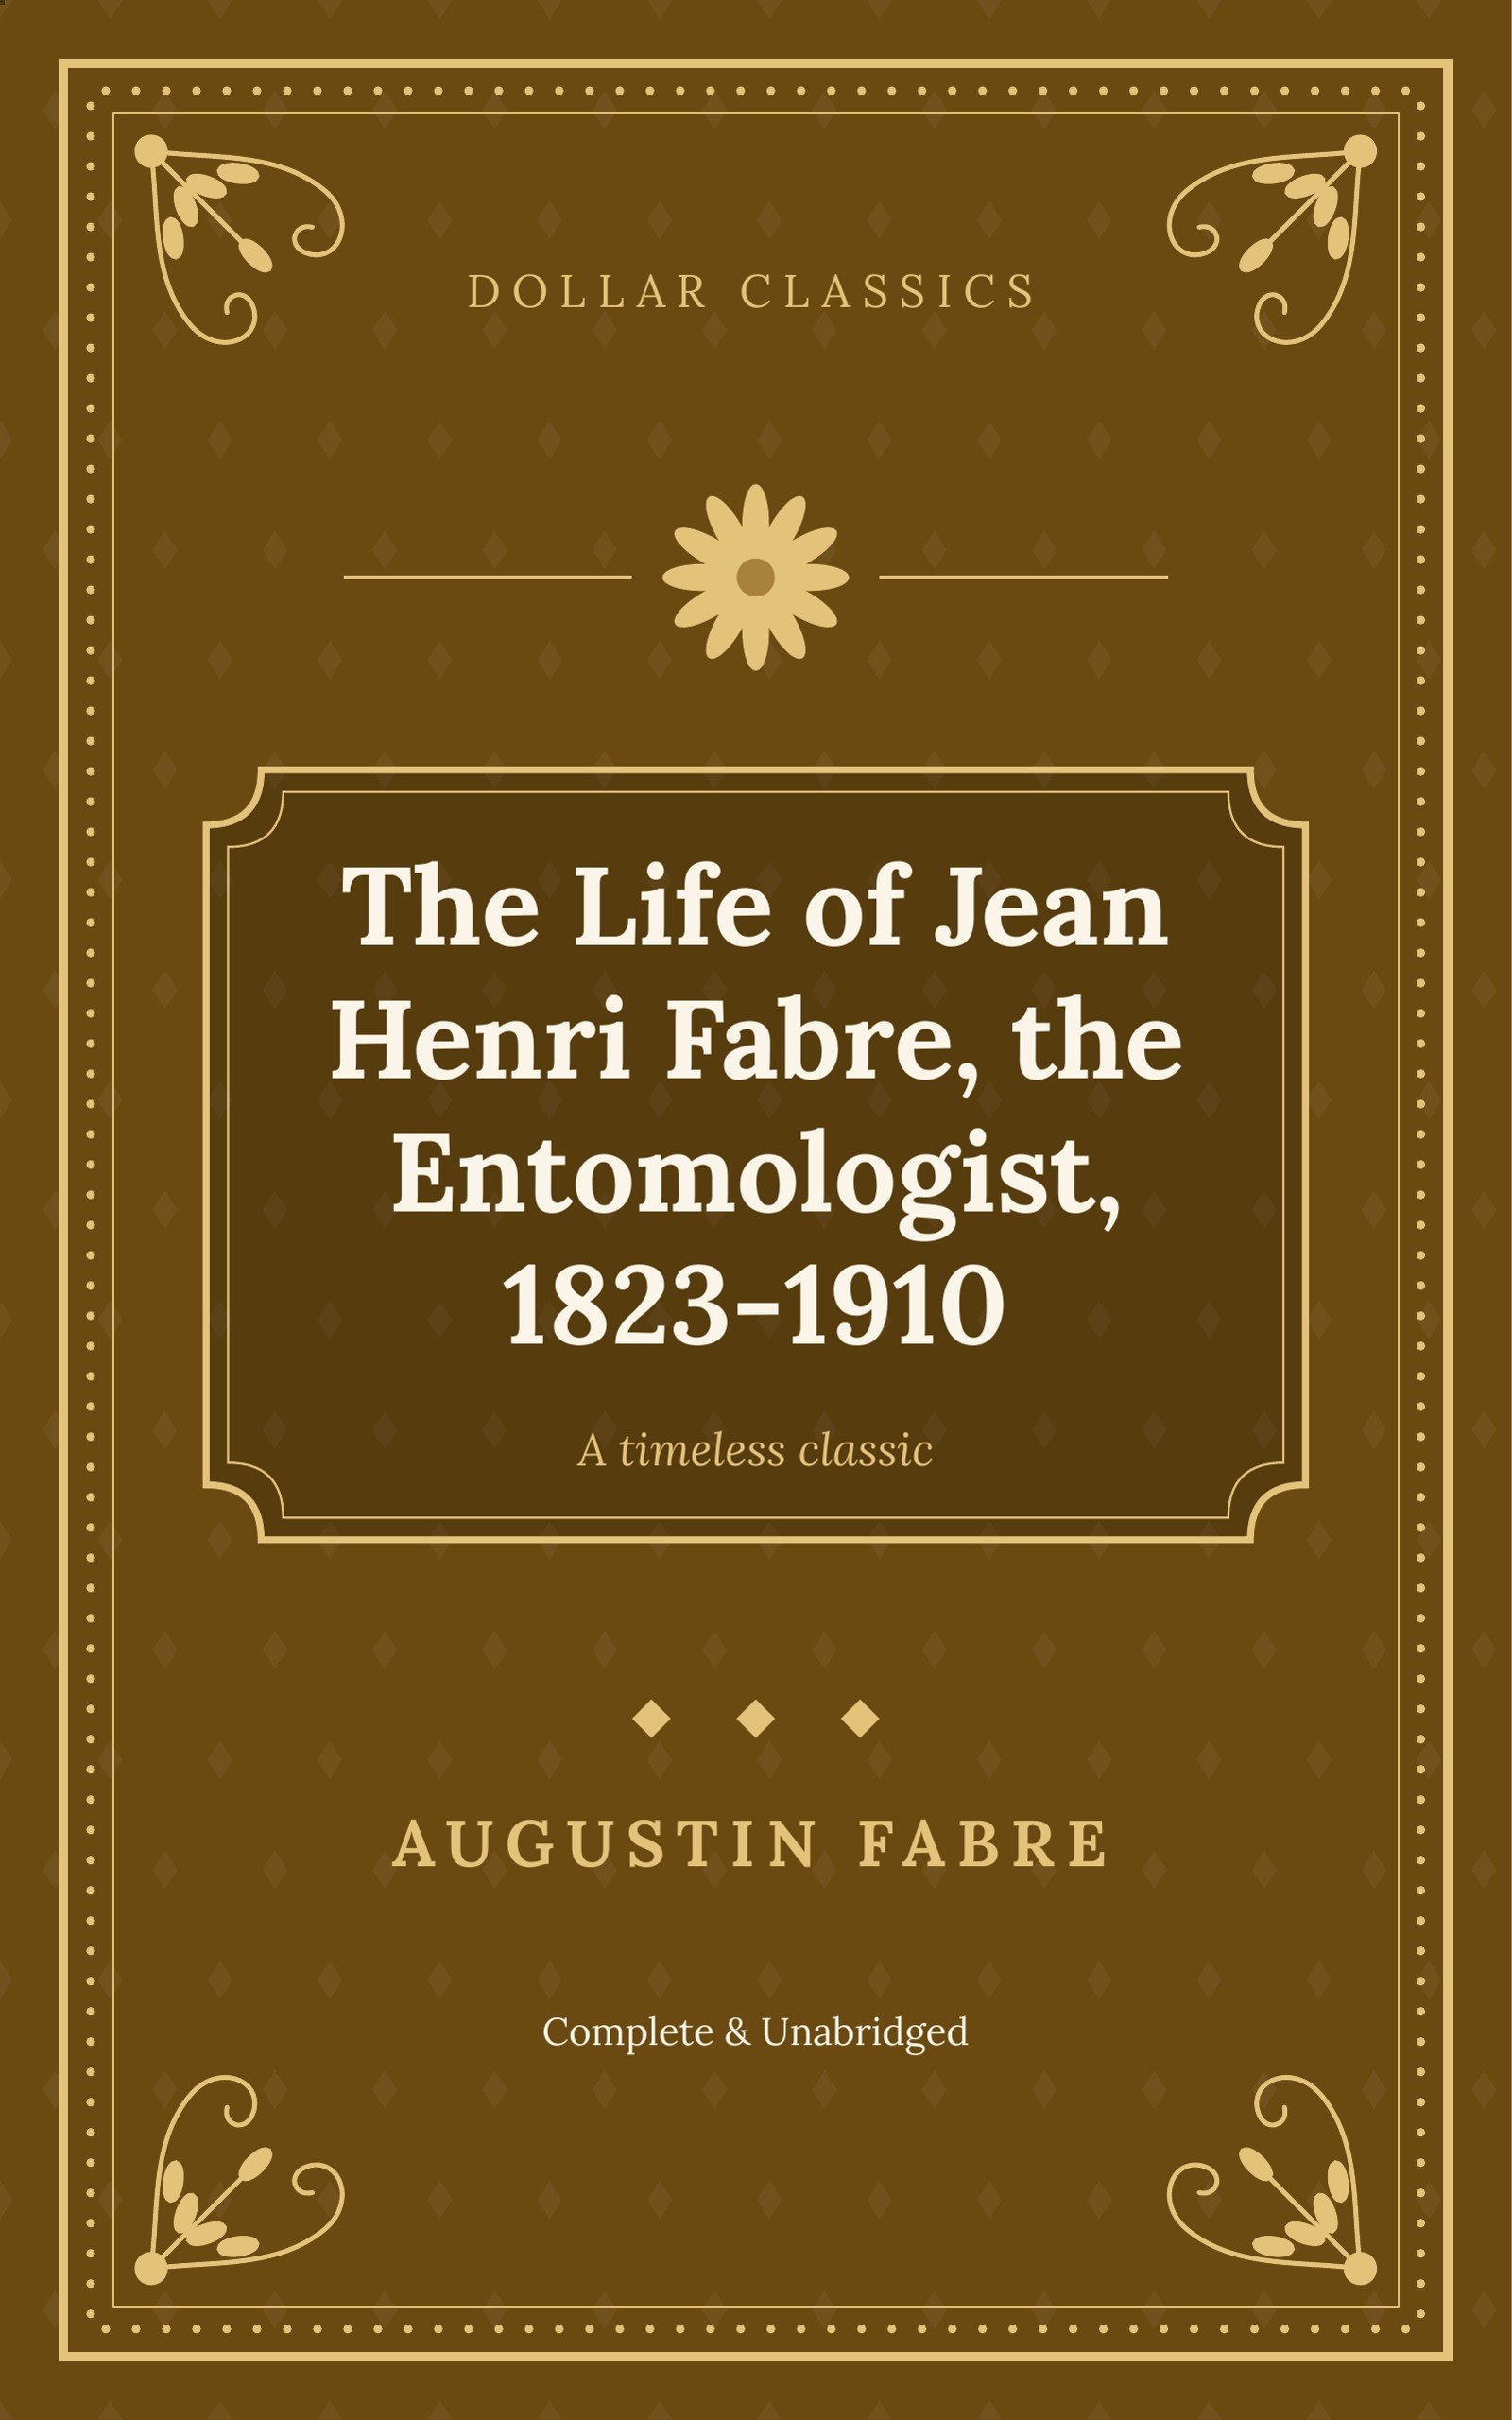 DOLLAR CLASSICS
The Life of Jean
Henri Fabre, the
Entomologist,
1823–1910
A timeless classic
AUGUSTIN FABRE
Complete & Unabridged